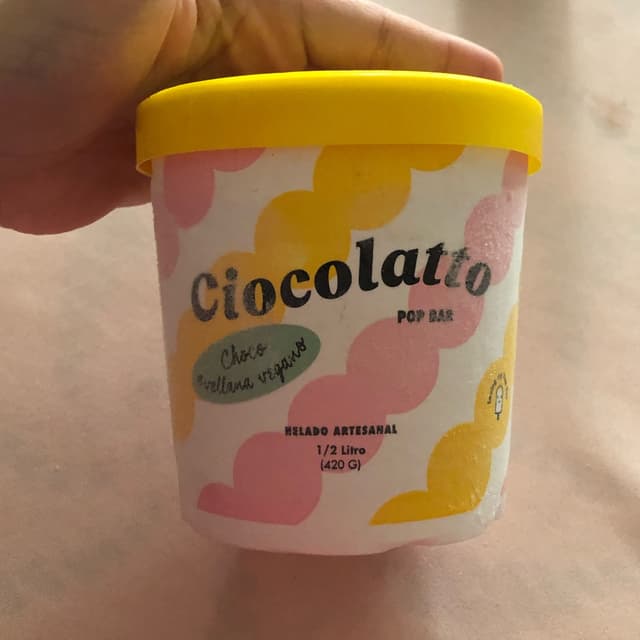 Ciocolatto
POP BAR
Choco
avellana vegano
HELADO ARTESANAL
1/2 Litro
(420 G)